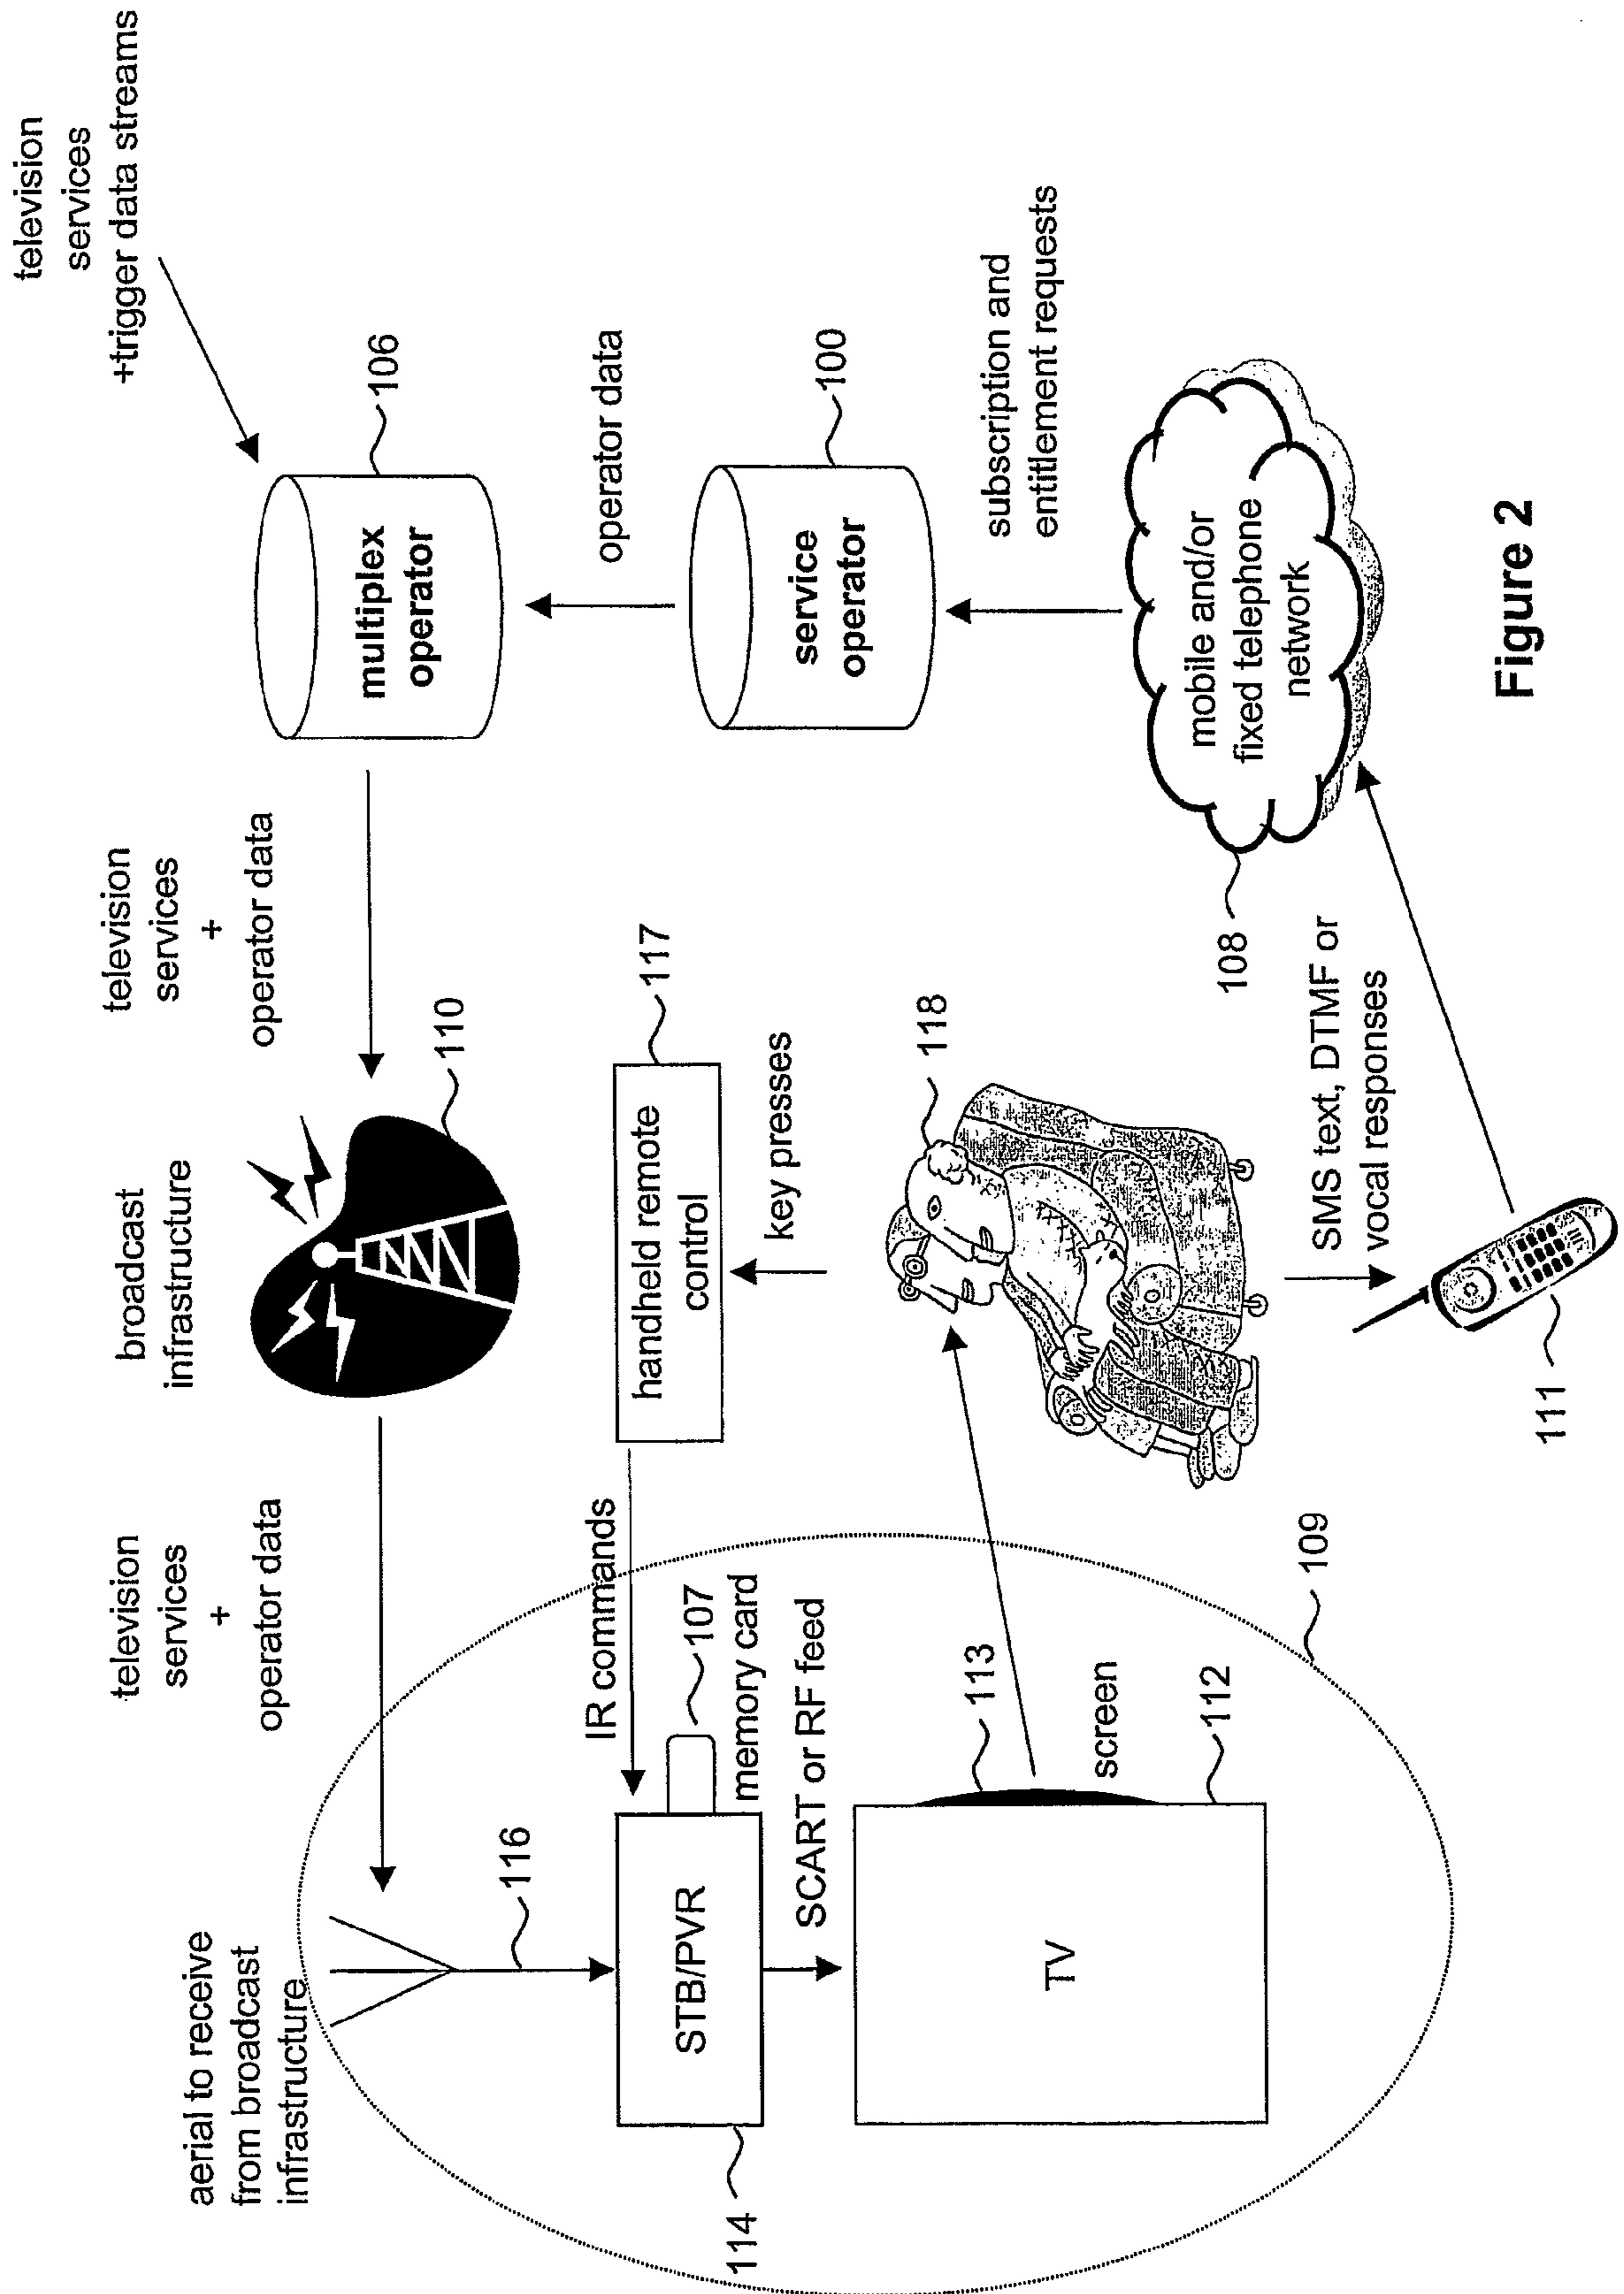 aerial to receive
from broadcast
infrastructure
television
services
+
operator data
broadcast
infrastructure
television
services
+
operator data
television
services
+trigger data streams
110
multiplex
operator
106
116
IR commands
handheld remote
control
117
operator data
STB/PVR
114
107
memory card
key presses
SCART or RF feed
service
operator
100
118
TV
113
screen
112
subscription and
entitlement requests
109
mobile and/or
fixed telephone
network
108
SMS text, DTMF or
vocal responses
111
Figure 2